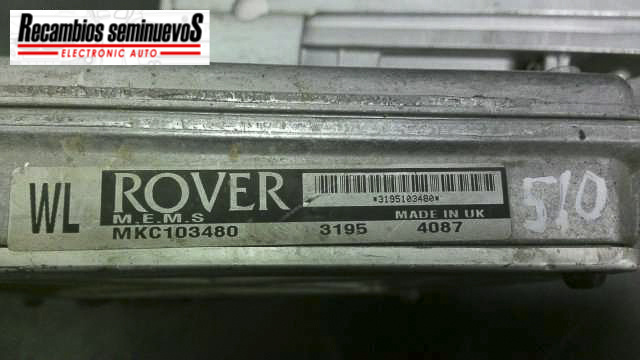 Recambios seminuevoS
ELECTRONIC AUTO
WL
ROVER
*3195103480*
M.E.M.S
MADE IN UK
MKC103480 3195 4087
510